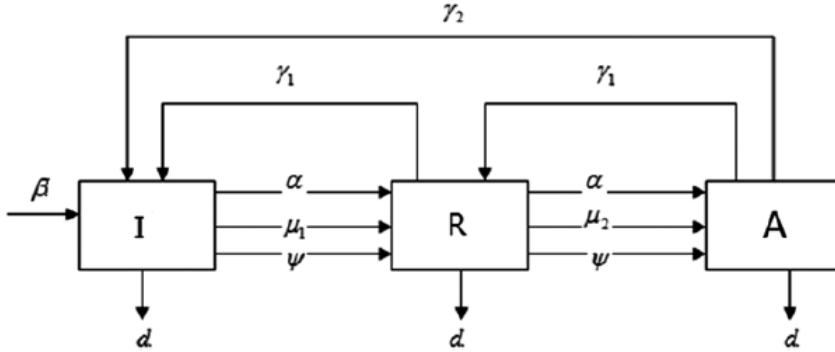 γ₂
γ₁ γ₁
β α α
I μ₁ R μ₂ A
ψ ψ
d. d. d.